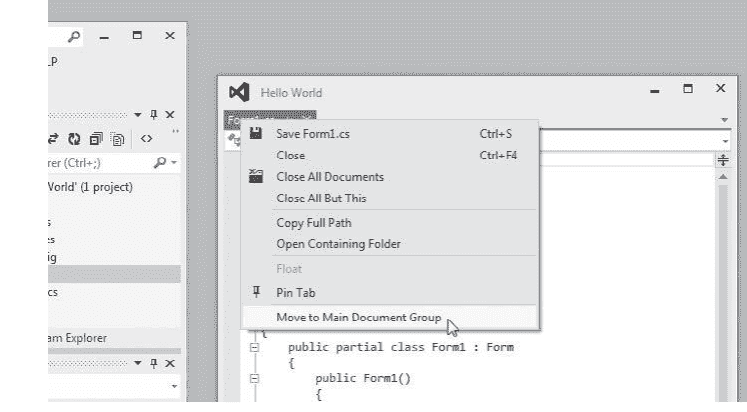 LP
rer (Ctrl+;)
World' (1 project)
s
es
ig
cs
am Explorer
Hello World
Save Form1.cs Ctrl+S
Close Ctrl+F4
Close All Documents
Close All But This
Copy Full Path
Open Containing Folder
Float
Pin Tab
Move to Main Document Group
{
public partial class Form1 : Form
{
public Form1()
{